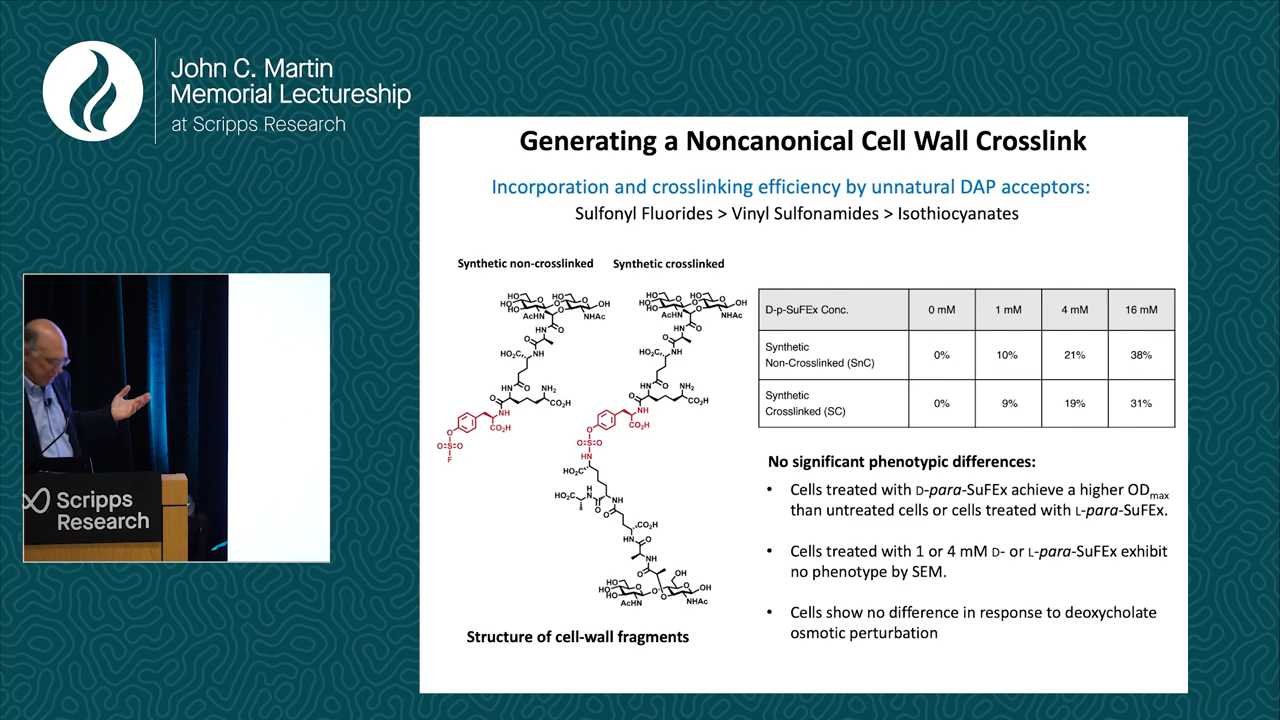 John C. Martin
Memorial Lectureship
at Scripps Research
Generating a Noncanonical Cell Wall Crosslink
Incorporation and crosslinking efficiency by unnatural DAP acceptors:
Sulfonyl Fluorides > Vinyl Sulfonamides > Isothiocyanates
Synthetic non-crosslinked
Synthetic crosslinked
Structure of cell-wall fragments
D-p-SuFEx Conc. 0 mM 1 mM 4 mM 16 mM
Synthetic
Non-Crosslinked (SnC) 0% 10% 21% 38%
Synthetic
Crosslinked (SC) 0% 9% 19% 31%
No significant phenotypic differences:
• Cells treated with D-para-SuFEx achieve a higher ODmax
than untreated cells or cells treated with L-para-SuFEx.
• Cells treated with 1 or 4 mM D- or L-para-SuFEx exhibit
no phenotype by SEM.
• Cells show no difference in response to deoxycholate
osmotic perturbation
Scripps
Research